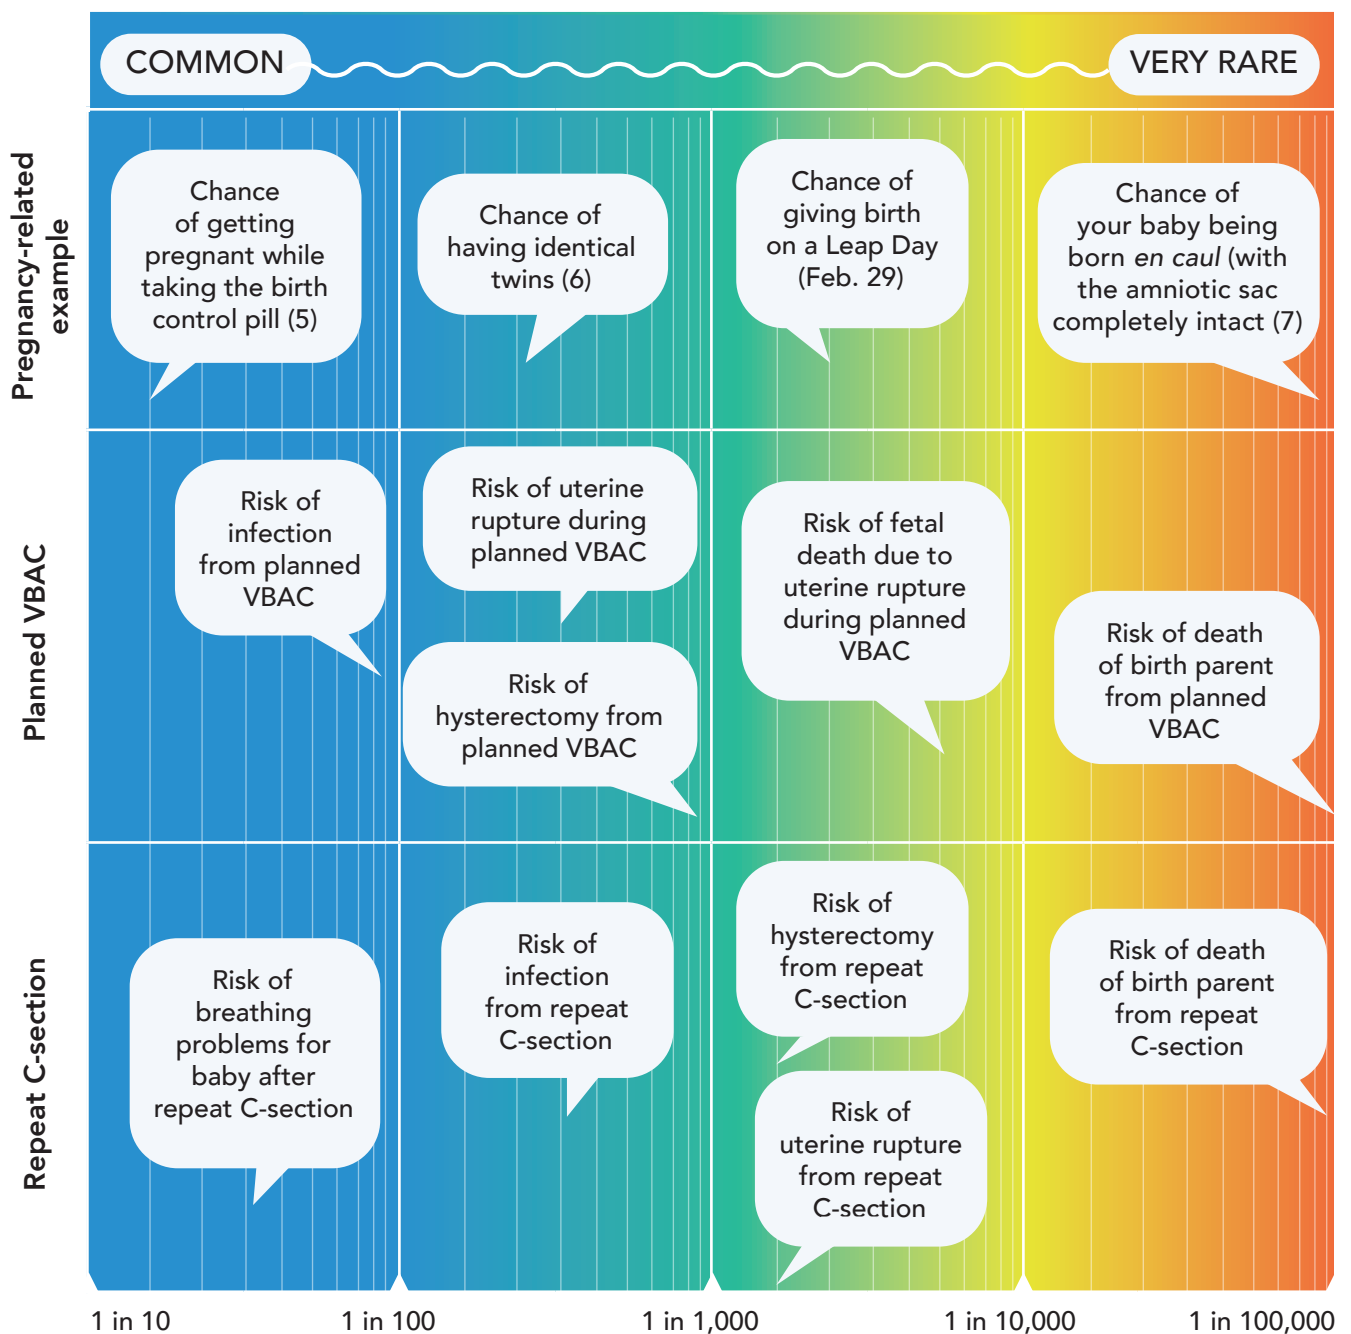 COMMON
VERY RARE
Pregnancy-related
example
Chance
of getting
pregnant while
taking the birth
control pill (5)
Chance of
having identical
twins (6)
Chance of
giving birth
on a Leap Day
(Feb. 29)
Chance of
your baby being
born en caul (with
the amniotic sac
completely intact (7)
Planned VBAC
Risk of
infection
from planned
VBAC
Risk of uterine
rupture during
planned VBAC
Risk of
hysterectomy from
planned VBAC
Risk of fetal
death due to
uterine rupture
during planned
VBAC
Risk of death
of birth parent
from planned
VBAC
Repeat C-section
Risk of
breathing
problems for
baby after
repeat C-section
Risk of
infection
from repeat
C-section
Risk of
hysterectomy
from repeat
C-section
Risk of
uterine rupture
from repeat
C-section
Risk of death
of birth parent
from repeat
C-section
1 in 10
1 in 100
1 in 1,000
1 in 10,000
1 in 100,000